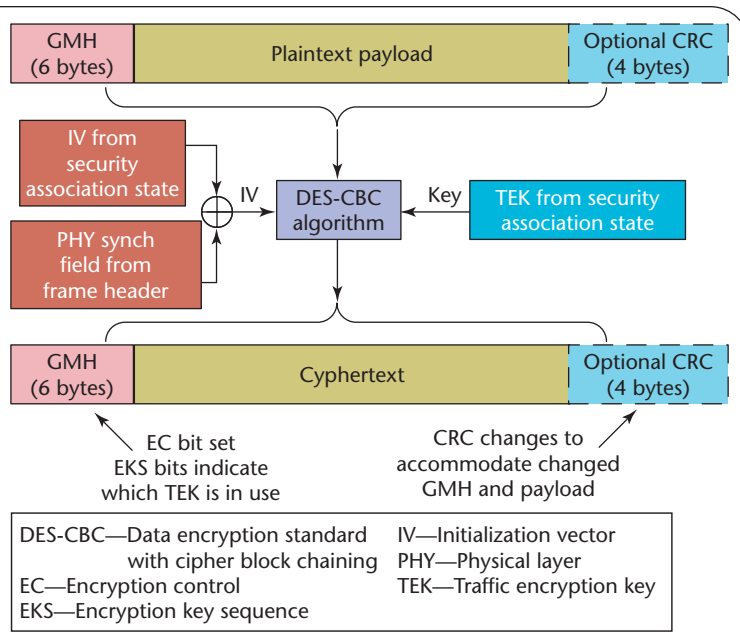 GMH
(6 bytes)
Plaintext payload
Optional CRC
(4 bytes)
IV from
security
association state
IV
DES-CBC
algorithm
Key
TEK from security
association state
PHY synch
field from
frame header
GMH
(6 bytes)
Cyphertext
Optional CRC
(4 bytes)
EC bit set
EKS bits indicate
which TEK is in use
CRC changes to
accommodate changed
GMH and payload
DES-CBC—Data encryption standard
with cipher block chaining
EC—Encryption control
EKS—Encryption key sequence
IV—Initialization vector
PHY—Physical layer
TEK—Traffic encryption key